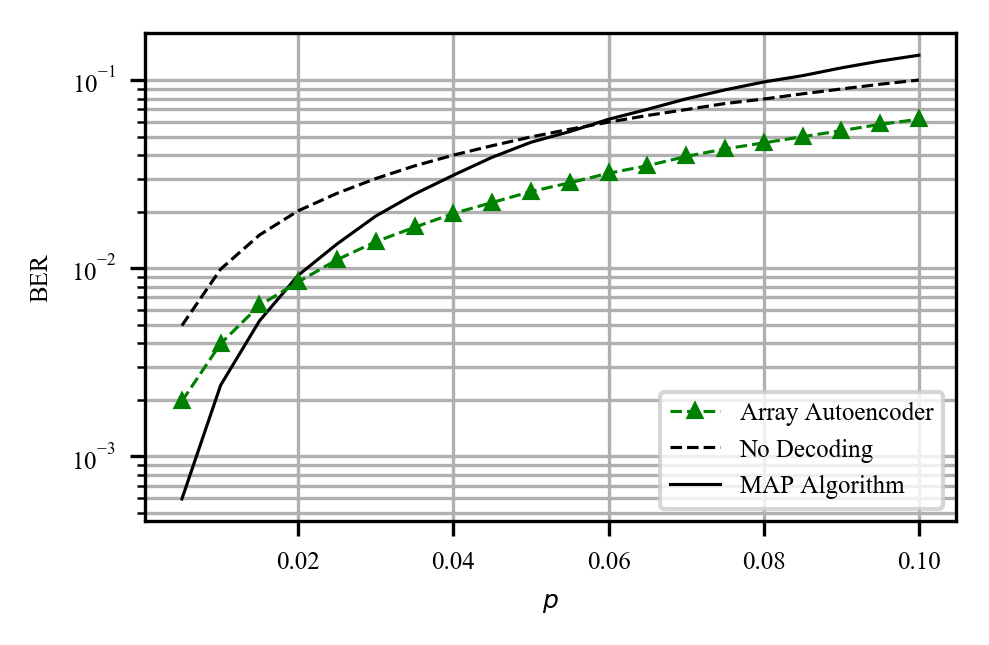 10⁻¹
10⁻²
10⁻³
BER
Array Autoencoder
No Decoding
MAP Algorithm
0.02 0.04 0.06 0.08 0.10
p